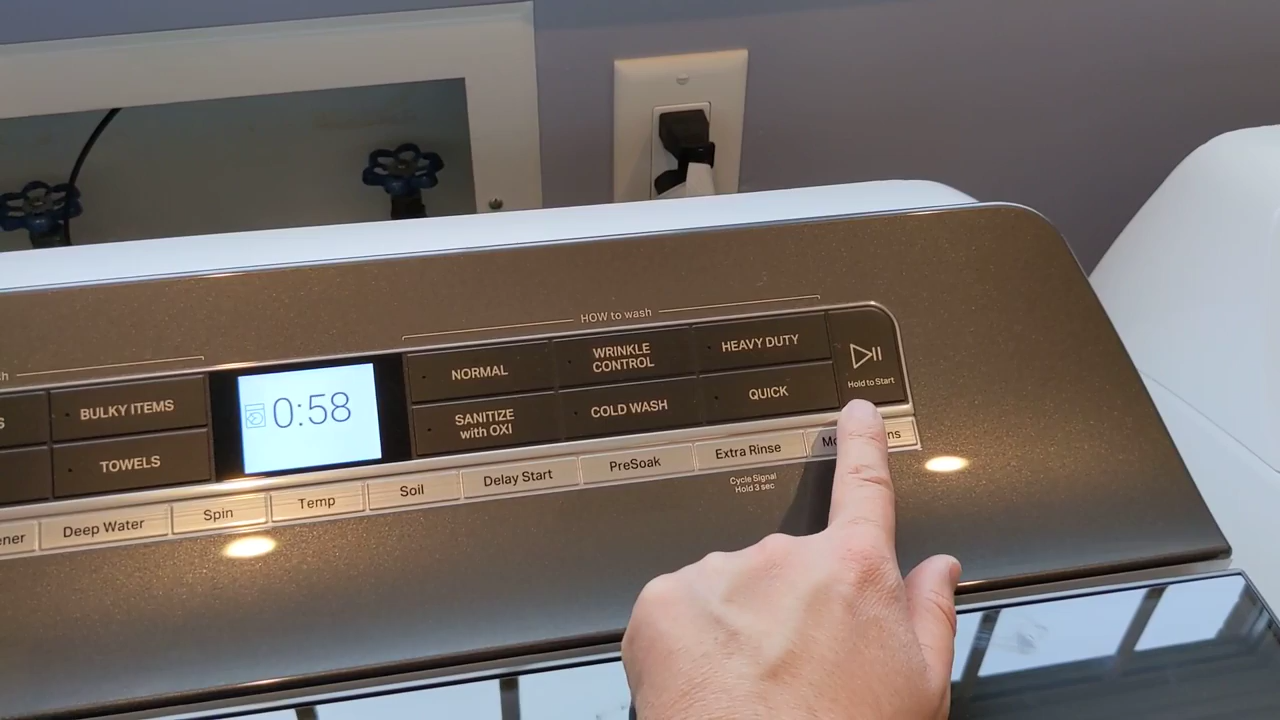 HOW to wash
NORMAL
WRINKLE
CONTROL
HEAVY DUTY
Hold to Start
BULKY ITEMS
0:58
SANITIZE
with OXI
COLD WASH
QUICK
TOWELS
Deep Water
Spin
Temp
Soil
Delay Start
PreSoak
Extra Rinse
Cycle Signal
Hold 3 sec